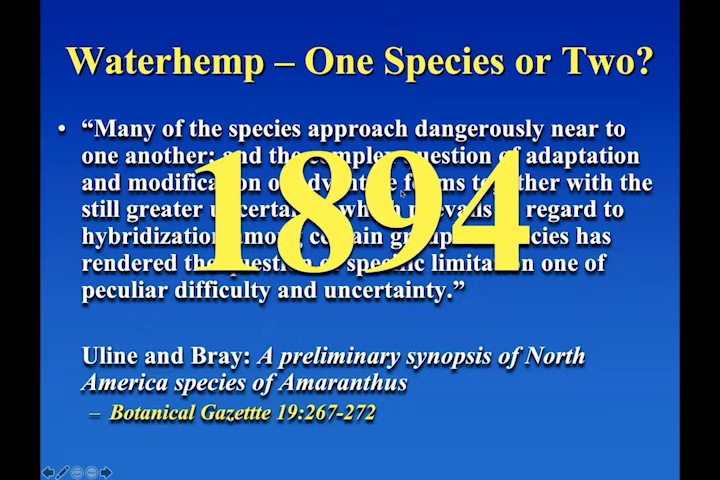 Waterhemp – One Species or Two?
• “Many of the species approach dangerously near to
one another; and the complex question of adaptation
and modification of adventive forms together with the
still greater uncertainty which prevails in regard to
hybridization among certain groups of species has
rendered the question of specific limitation one of
peculiar difficulty and uncertainty.”
1894
Uline and Bray: A preliminary synopsis of North
America species of Amaranthus
– Botanical Gazettte 19:267-272